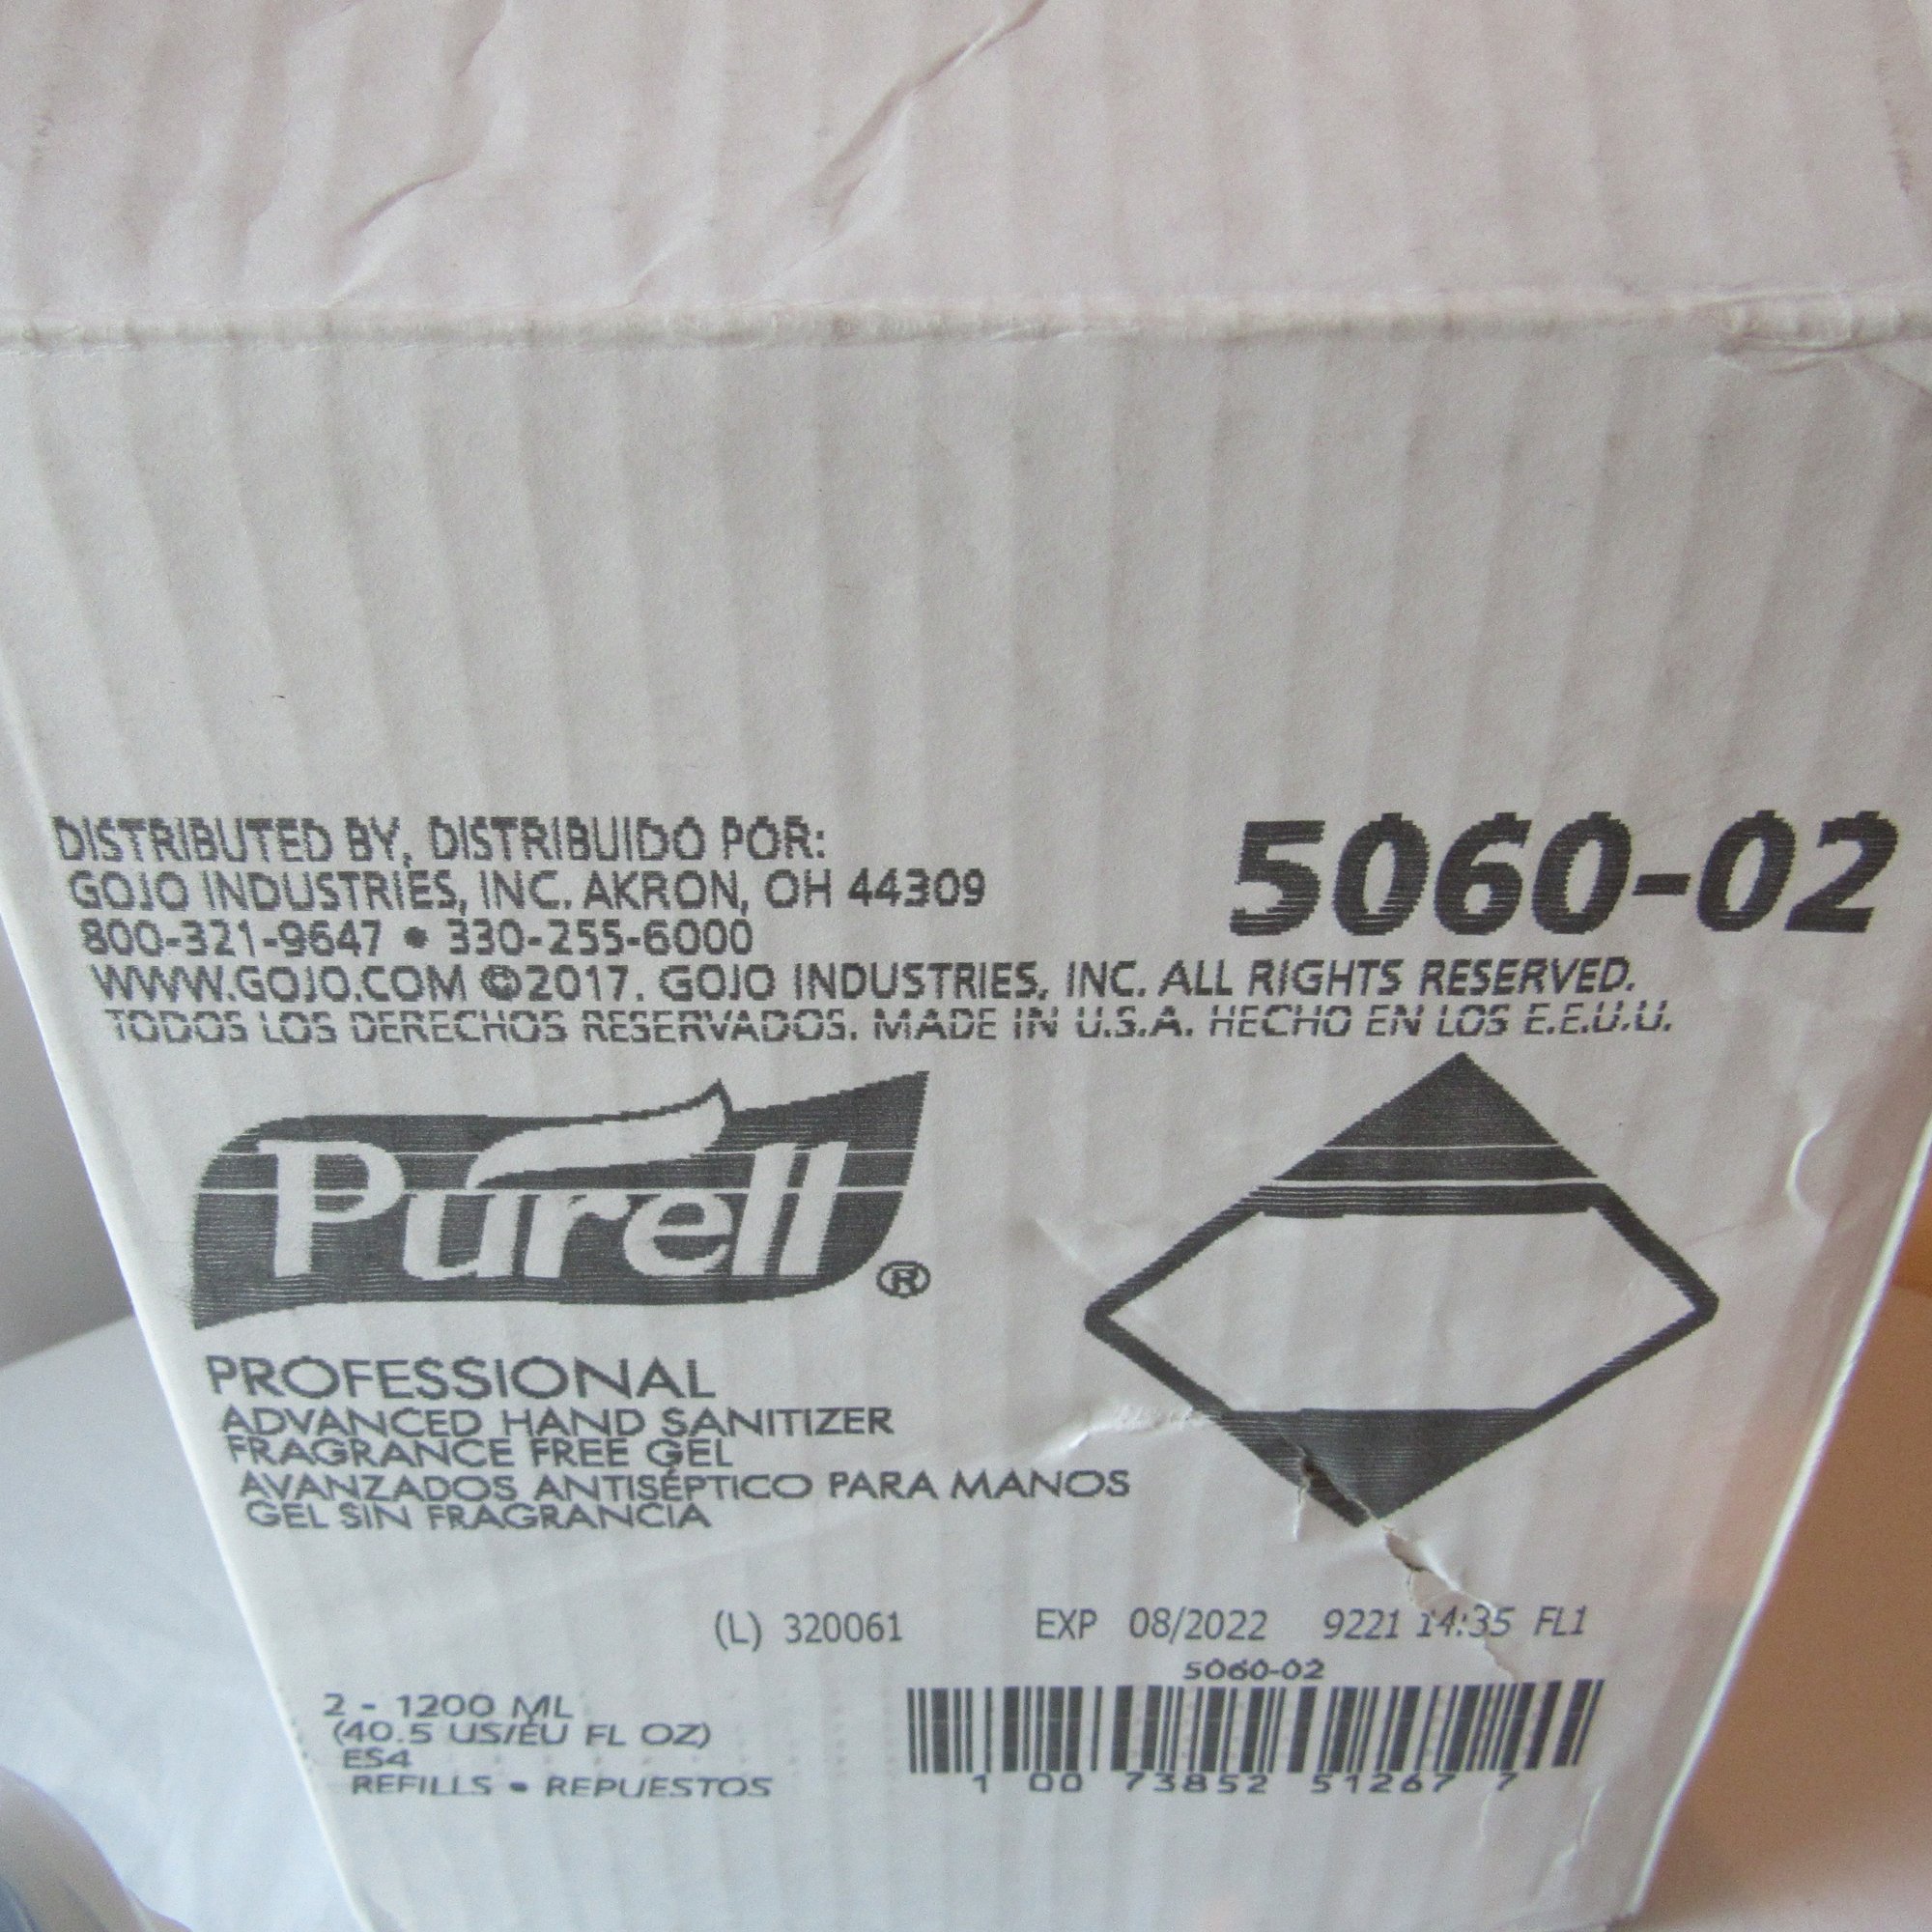 DISTRIBUTED BY, DISTRIBUIDO POR:
GOJO INDUSTRIES, INC. AKRON, OH 44309
800-321-9647 • 330-255-6000
WWW.GOJO.COM ©2017. GOJO INDUSTRIES, INC. ALL RIGHTS RESERVED.
TODOS LOS DERECHOS RESERVADOS. MADE IN U.S.A. HECHO EN LOS E.E.U.U.
5060-02
Purell®
PROFESSIONAL
ADVANCED HAND SANITIZER
FRAGRANCE FREE GEL
AVANZADOS ANTISÉPTICO PARA MANOS
GEL SIN FRAGRANCIA
(L) 320061 EXP 08/2022 9221 14:35 FL1
5060-02
2 - 1200 ML
(40.5 US/EU FL OZ)
ES4
REFILLS • REPUESTOS
1 00 73852 51267 7